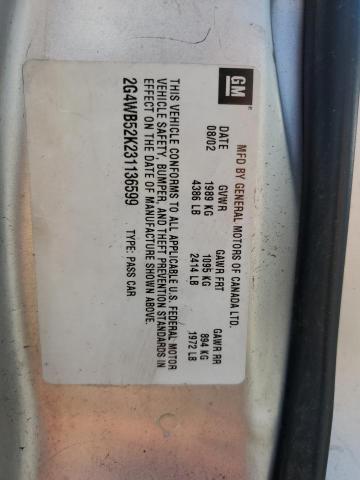 GM
MFD BY GENERAL MOTORS OF CANADA LTD.
DATE GVWR GAWR FRT GAWR RR
08/02 1989 KG 1095 KG 894 KG
4386 LB 2414 LB 1972 LB
THIS VEHICLE CONFORMS TO ALL APPLICABLE U.S. FEDERAL MOTOR
VEHICLE SAFETY, BUMPER, AND THEFT PREVENTION STANDARDS IN
EFFECT ON THE DATE OF MANUFACTURE SHOWN ABOVE.
2G4WB52K231136599 TYPE: PASS CAR